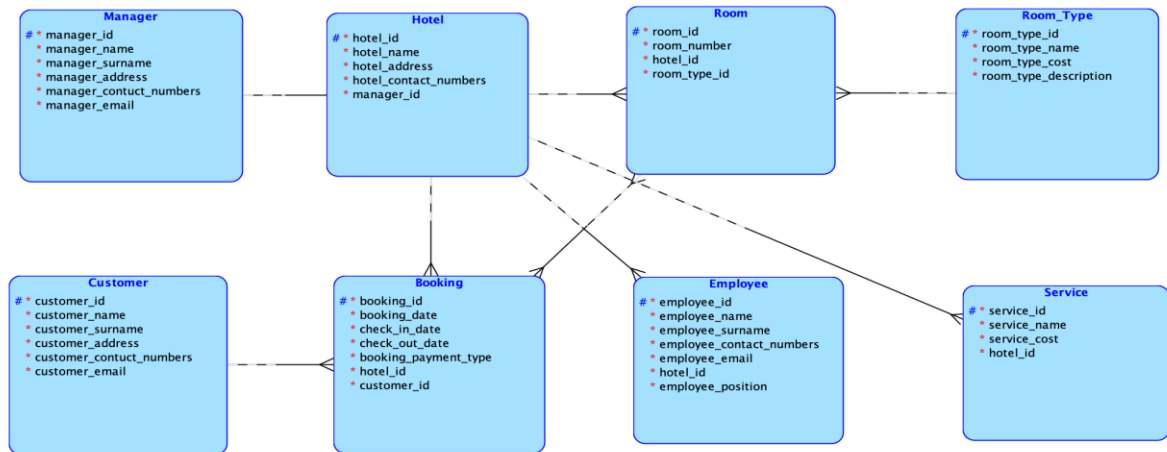 Manager
# * manager_id
* manager_name
* manager_surname
* manager_address
* manager_contuct_numbers
* manager_email
Hotel
# * hotel_id
* hotel_name
* hotel_address
* hotel_contact_numbers
* manager_id
Room
# * room_id
* room_number
* hotel_id
* room_type_id
Room_Type
# * room_type_id
* room_type_name
* room_type_cost
* room_type_description
Customer
# * customer_id
* customer_name
* customer_surname
* customer_address
* customer_contuct_numbers
* customer_email
Booking
# * booking_id
* booking_date
* check_in_date
* check_out_date
* booking_payment_type
* hotel_id
* customer_id
Employee
# * employee_id
* employee_name
* employee_surname
* employee_contact_numbers
* employee_email
* hotel_id
* employee_position
Service
# * service_id
* service_name
* service_cost
* hotel_id